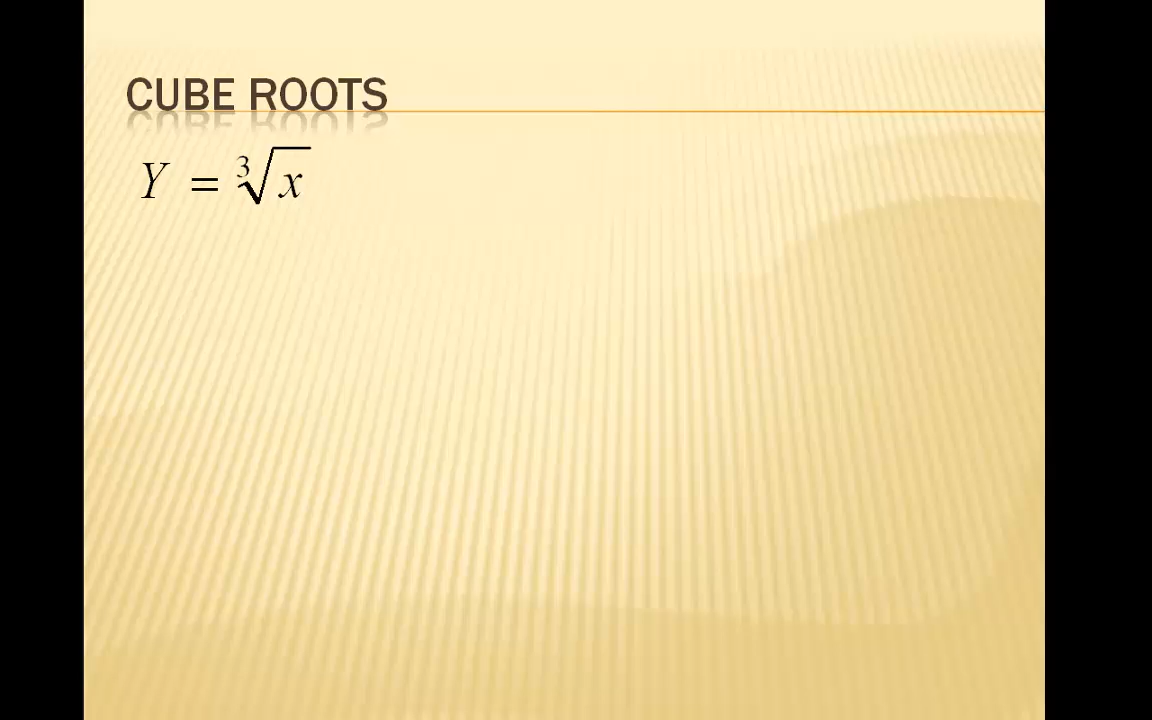 CUBE ROOTS
Y = ∛x